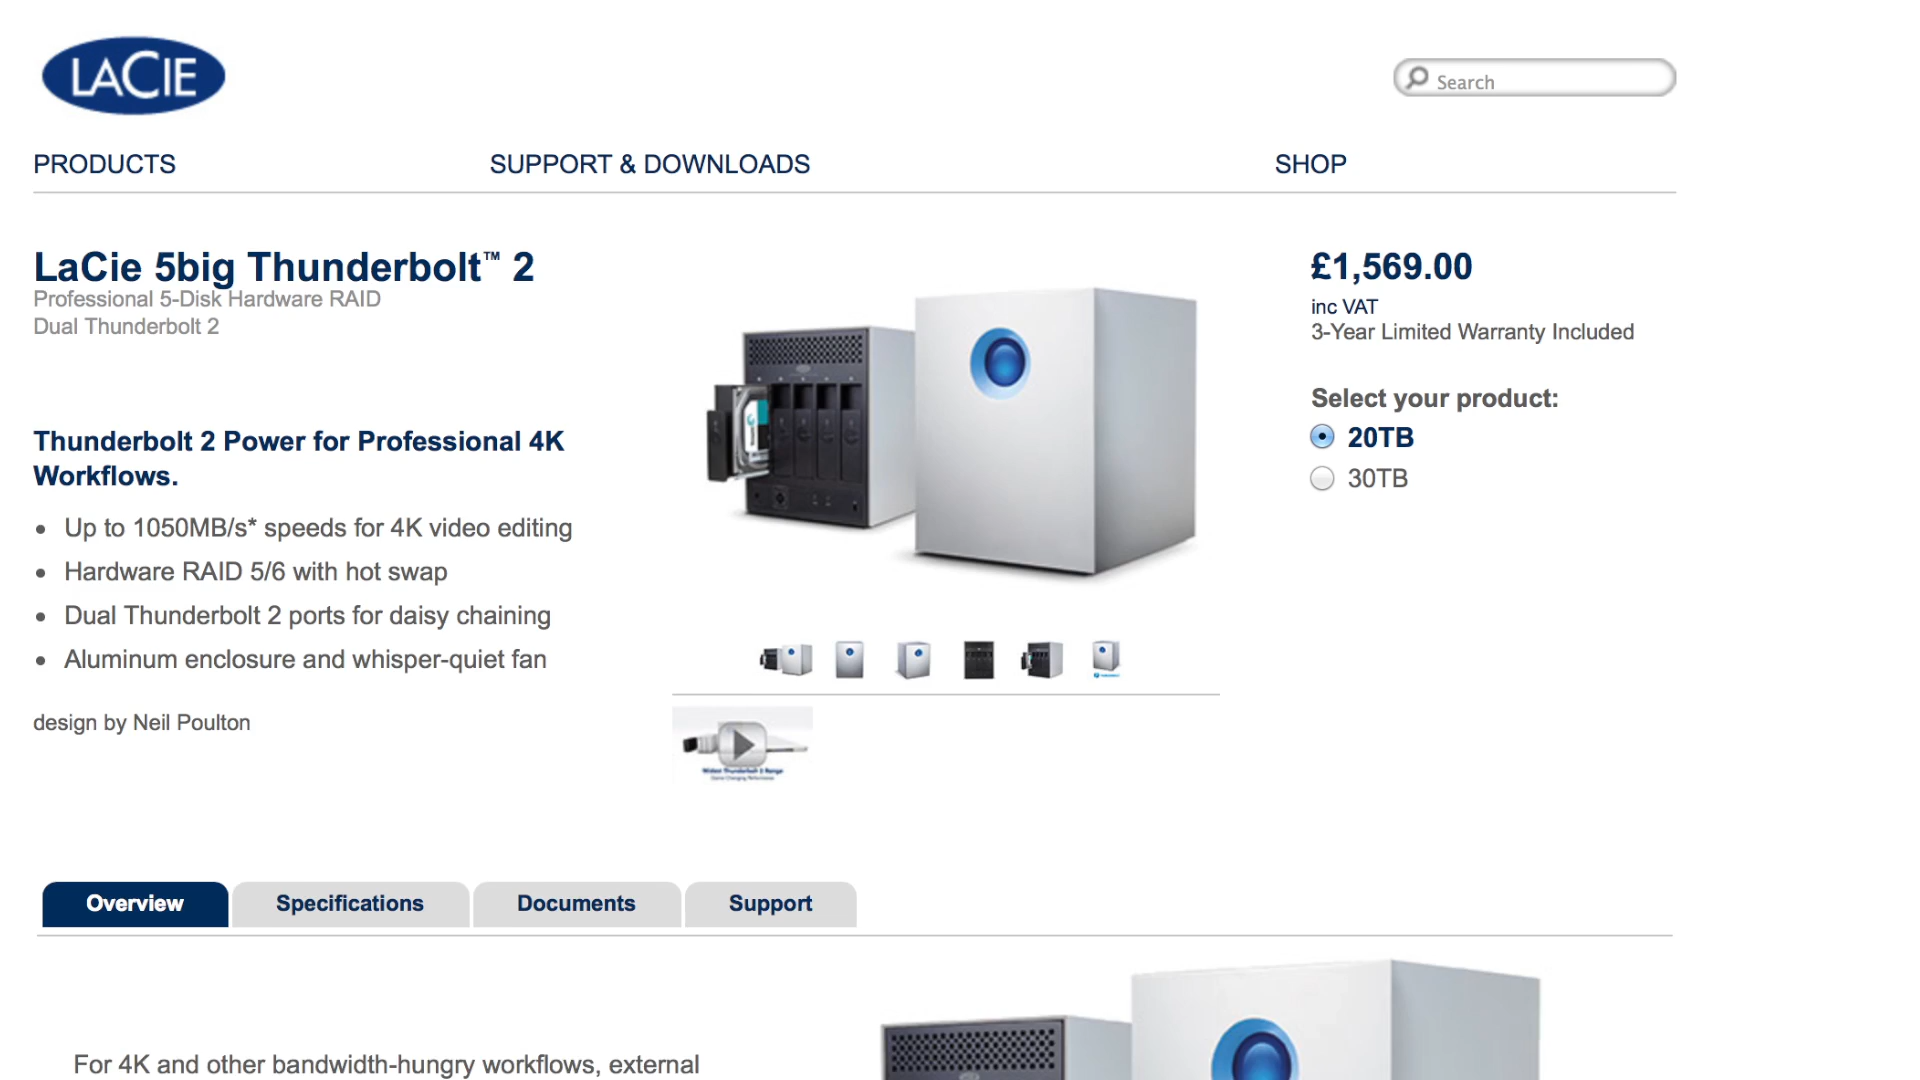 LACIE
Search
PRODUCTS
SUPPORT & DOWNLOADS
SHOP
LaCie 5big Thunderbolt™ 2
Professional 5-Disk Hardware RAID
Dual Thunderbolt 2
£1,569.00
inc VAT
3-Year Limited Warranty Included
Select your product:
20TB
30TB
Thunderbolt 2 Power for Professional 4K
Workflows.
• Up to 1050MB/s* speeds for 4K video editing
• Hardware RAID 5/6 with hot swap
• Dual Thunderbolt 2 ports for daisy chaining
• Aluminum enclosure and whisper-quiet fan
design by Neil Poulton
Widest Thunderbolt 2 Range
Overview
Specifications
Documents
Support
For 4K and other bandwidth-hungry workflows, external